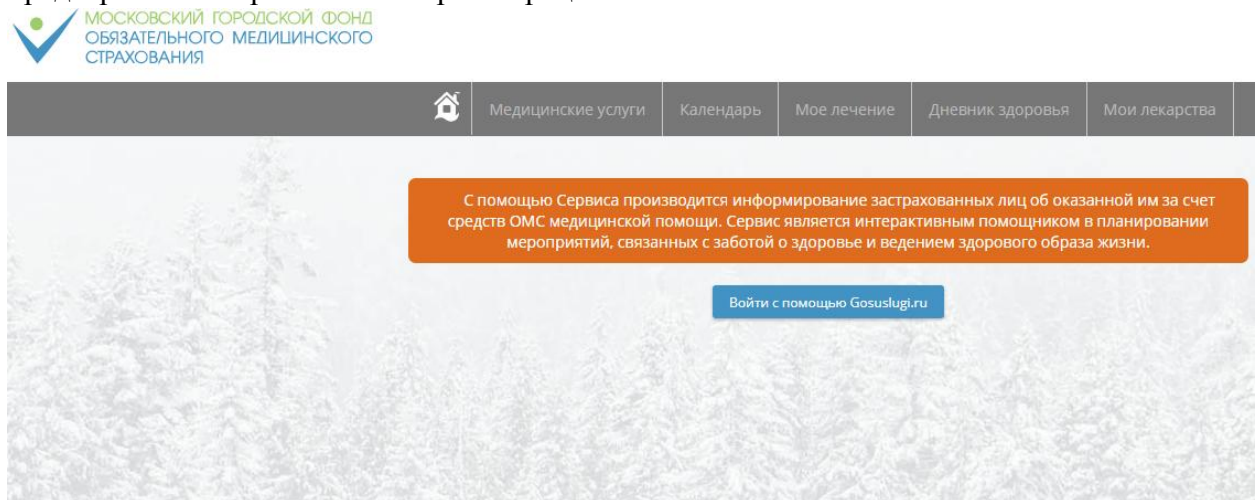 МОСКОВСКИЙ ГОРОДСКОЙ ФОНД
ОБЯЗАТЕЛЬНОГО МЕДИЦИНСКОГО
СТРАХОВАНИЯ
Медицинские услуги Календарь Мое лечение Дневник здоровья Мои лекарства
С помощью Сервиса производится информирование застрахованных лиц об оказанной им за счет
средств ОМС медицинской помощи. Сервис является интерактивным помощником в планировании
мероприятий, связанных с заботой о здоровье и ведением здорового образа жизни.
Войти с помощью Gosuslugi.ru